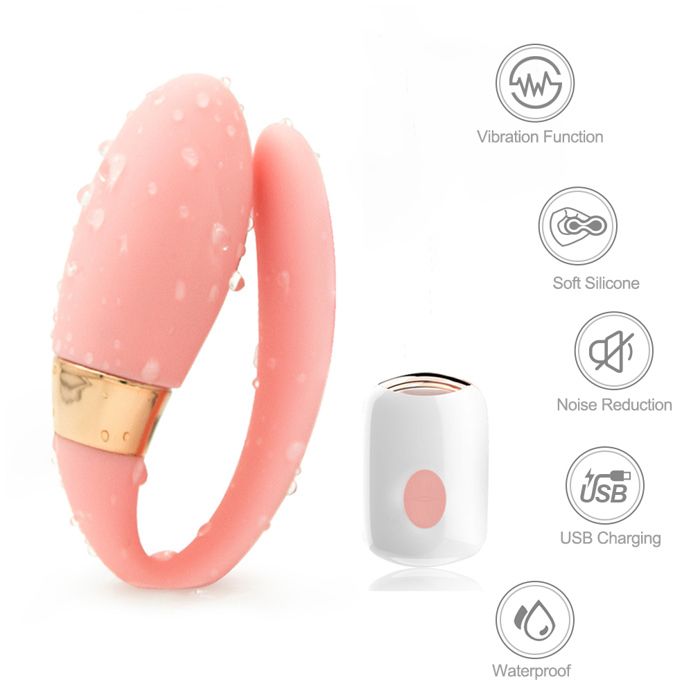 Vibration Function
Soft Silicone
Noise Reduction
USB
USB Charging
Waterproof